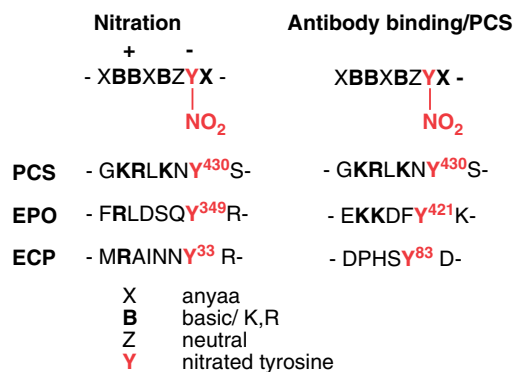 Nitration Antibody binding/PCS
+ -
- XBBXBZYX - XBBXBZYX -
NO2 NO2
PCS - GKRLKNY430S- - GKRLKNY430S-
EPO - FRLDSQY349R- - EKKDFY421K-
ECP - MRAINNY33 R- - DPHSY83 D-
X anyaa
B basic/ K,R
Z neutral
Y nitrated tyrosine